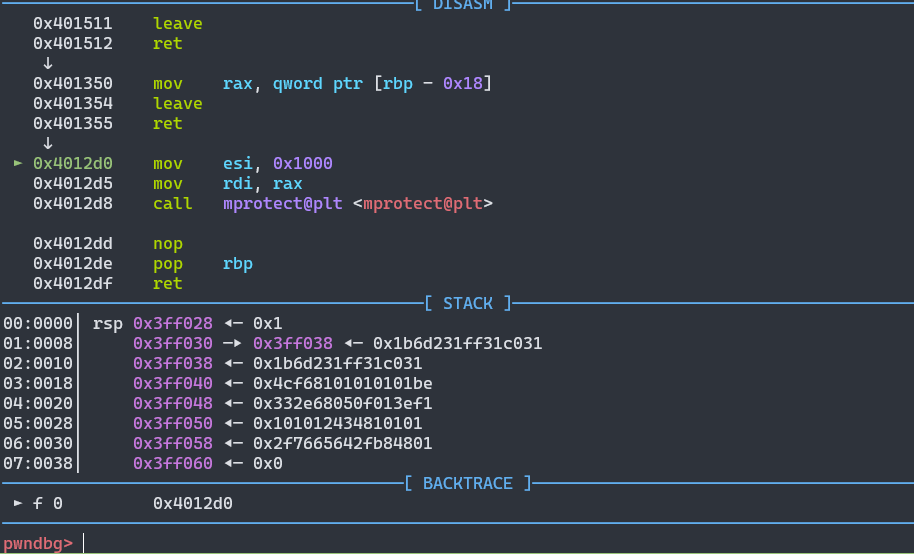 [ DISASM ]
0x401511 leave
0x401512 ret
↓
0x401350 mov rax, qword ptr [rbp - 0x18]
0x401354 leave
0x401355 ret
↓
► 0x4012d0 mov esi, 0x1000
0x4012d5 mov rdi, rax
0x4012d8 call mprotect@plt <mprotect@plt>
0x4012dd nop
0x4012de pop rbp
0x4012df ret
[ STACK ]
00:0000│ rsp 0x3ff028 ◂— 0x1
01:0008│ 0x3ff030 —▸ 0x3ff038 ◂— 0x1b6d231ff31c031
02:0010│ 0x3ff038 ◂— 0x1b6d231ff31c031
03:0018│ 0x3ff040 ◂— 0x4cf68101010101be
04:0020│ 0x3ff048 ◂— 0x332e68050f013ef1
05:0028│ 0x3ff050 ◂— 0x101012434810101
06:0030│ 0x3ff058 ◂— 0x2f7665642fb84801
07:0038│ 0x3ff060 ◂— 0x0
[ BACKTRACE ]
► f 0 0x4012d0
pwndbg>